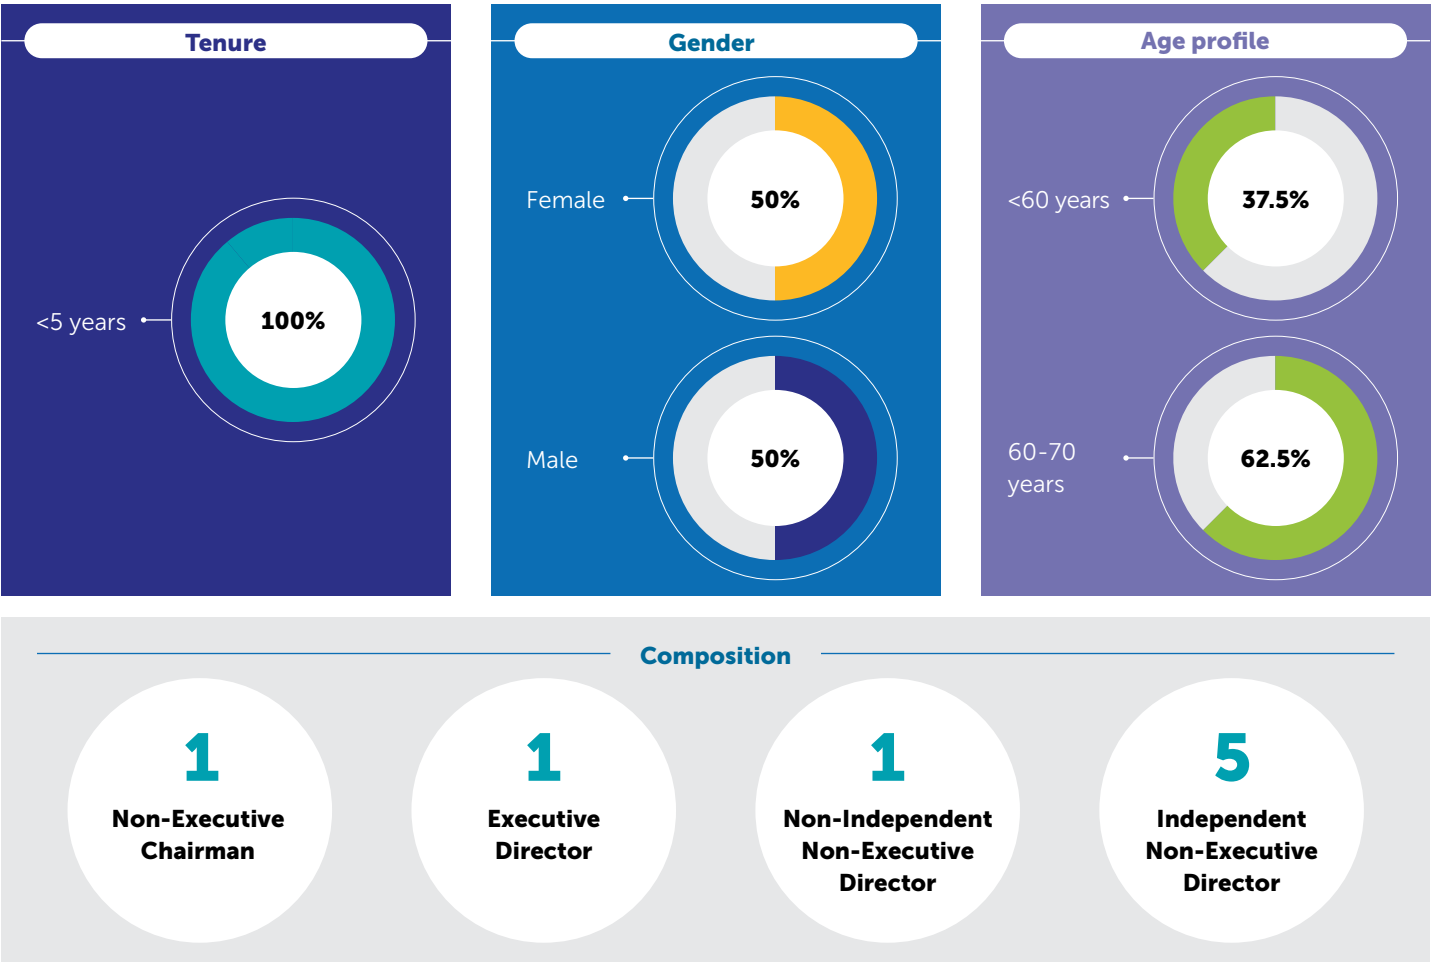 Tenure
<5 years
100%
Gender
Female
50%
Male
50%
Age profile
<60 years
37.5%
60-70
years
62.5%
Composition
1
Non-Executive
Chairman
1
Executive
Director
1
Non-Independent
Non-Executive
Director
5
Independent
Non-Executive
Director